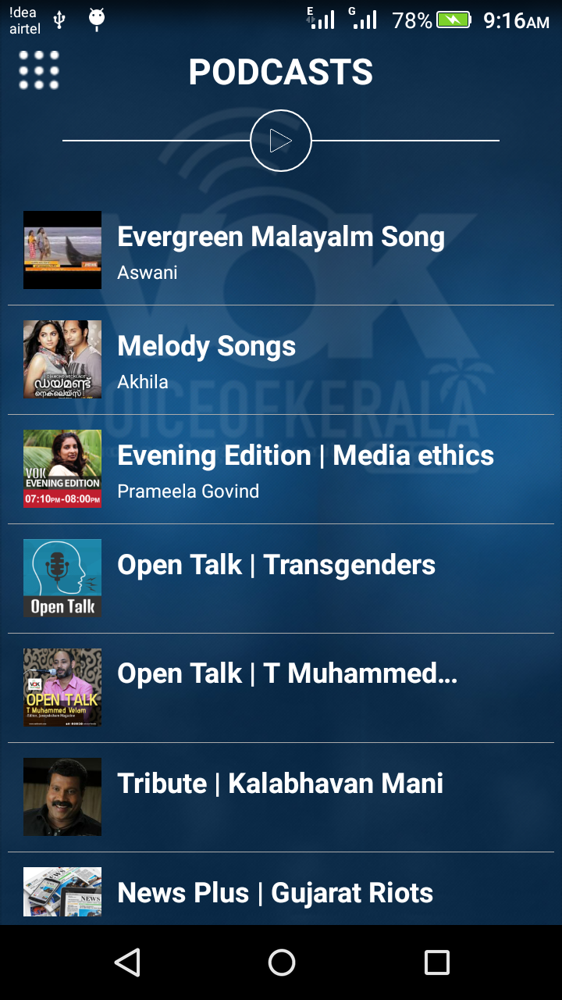 !dea
airtel
E
G
78%
9:16AM
PODCASTS
VOK
VOICEOFKERALA
Evergreen Malayalm Song
Aswani
DIAMOND NECKLACE
ഡയമണ്ട്
നെക്‌ലെയ്സ്
Melody Songs
Akhila
VOK
EVENING EDITION
07:10PM-08:00PM
Evening Edition | Media ethics
Prameela Govind
Open Talk
Open Talk | Transgenders
VOK
OPEN TALK
T Muhammed Velam
Open Talk | T Muhammed...
Tribute | Kalabhavan Mani
NEWS
NEWS
News Plus | Gujarat Riots